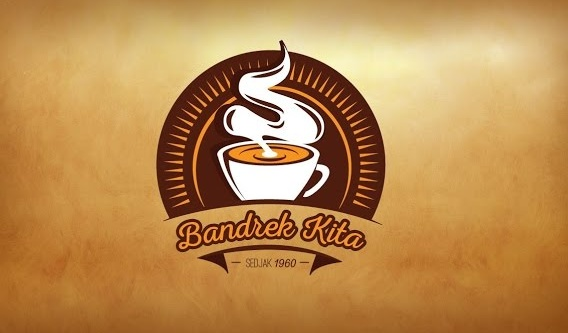 Bandrek Kita
— SEDJAK 1960 —